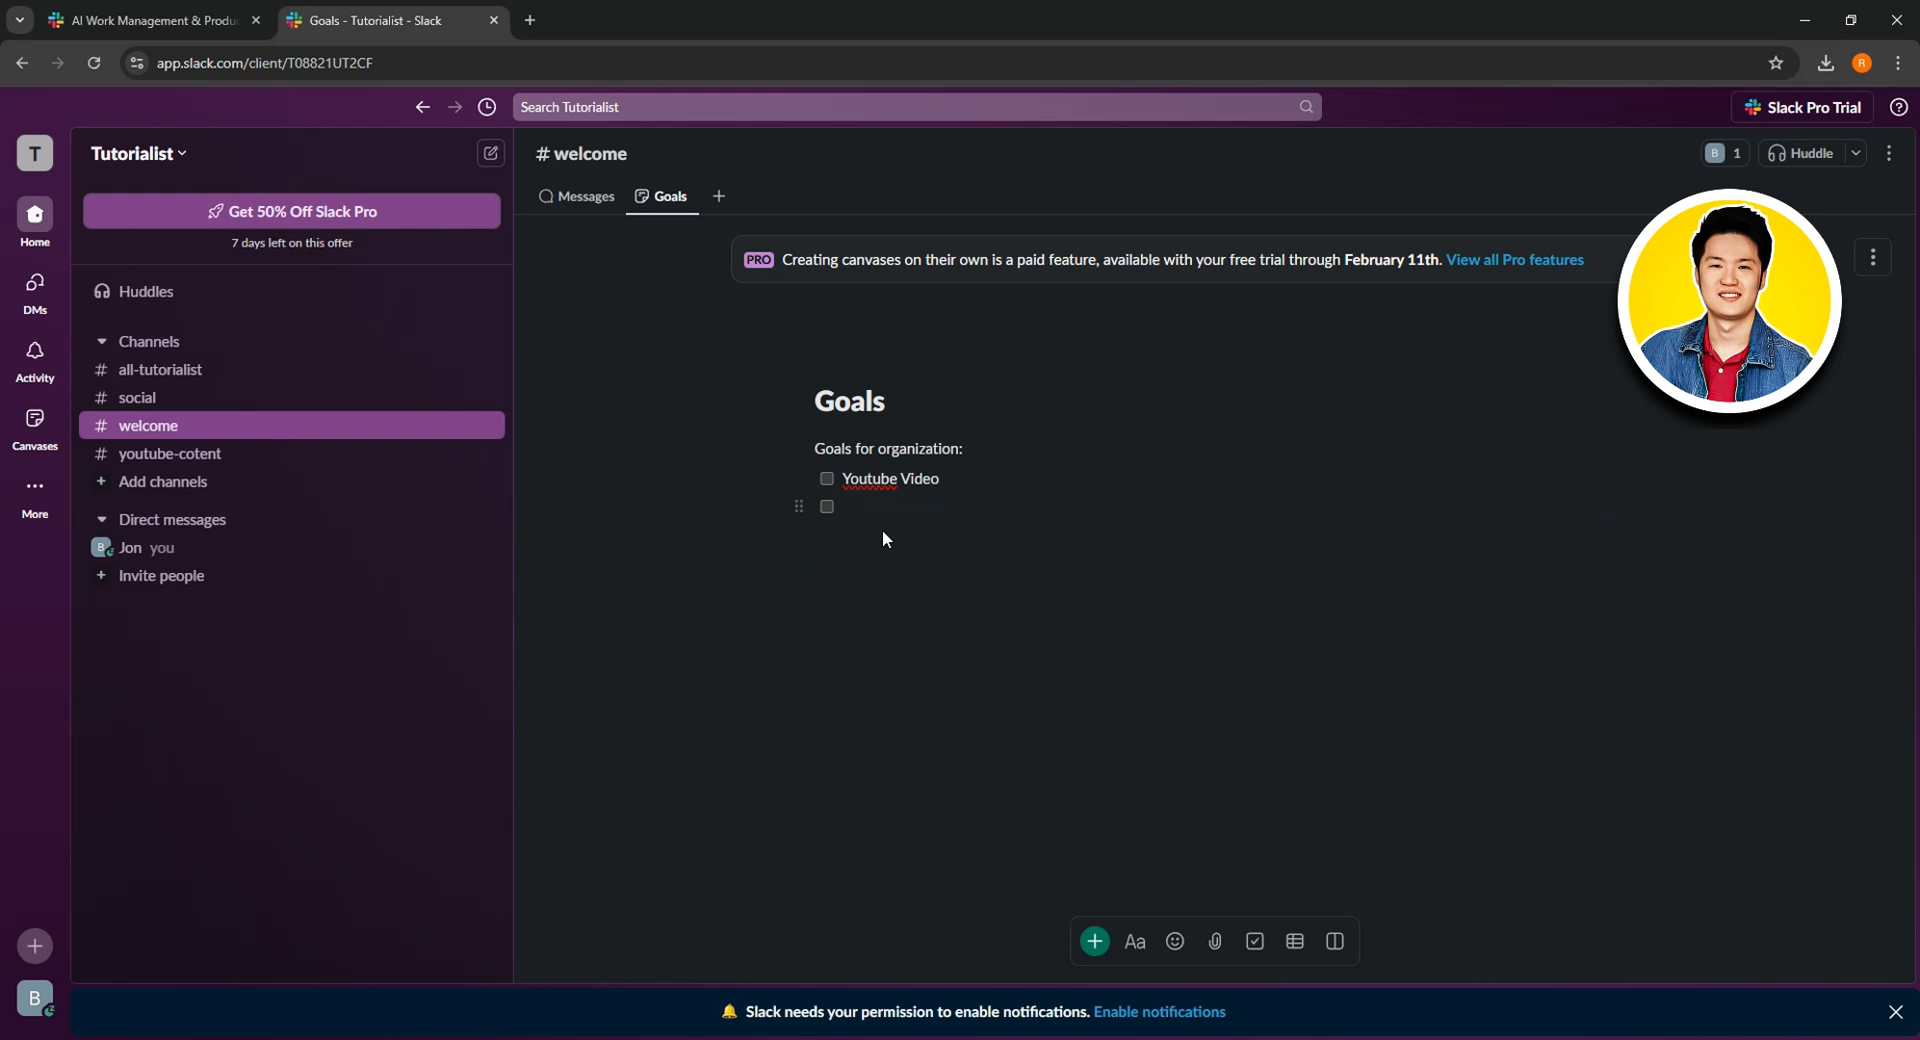 AI Work Management & Produ
Goals - Tutorialist - Slack
app.slack.com/client/T08821UT2CF
R
Search Tutorialist
Slack Pro Trial
T
Tutorialist
# welcome
B 1
Huddle
Get 50% Off Slack Pro
7 days left on this offer
Messages
Goals
+
Home
DMs
Activity
Canvases
More
Huddles
Channels
# all-tutorialist
# social
# welcome
# youtube-cotent
+ Add channels
Direct messages
B Jon you
+ Invite people
PRO Creating canvases on their own is a paid feature, available with your free trial through February 11th. View all Pro features
Goals
Goals for organization:
Youtube Video
Aa
B
Slack needs your permission to enable notifications. Enable notifications